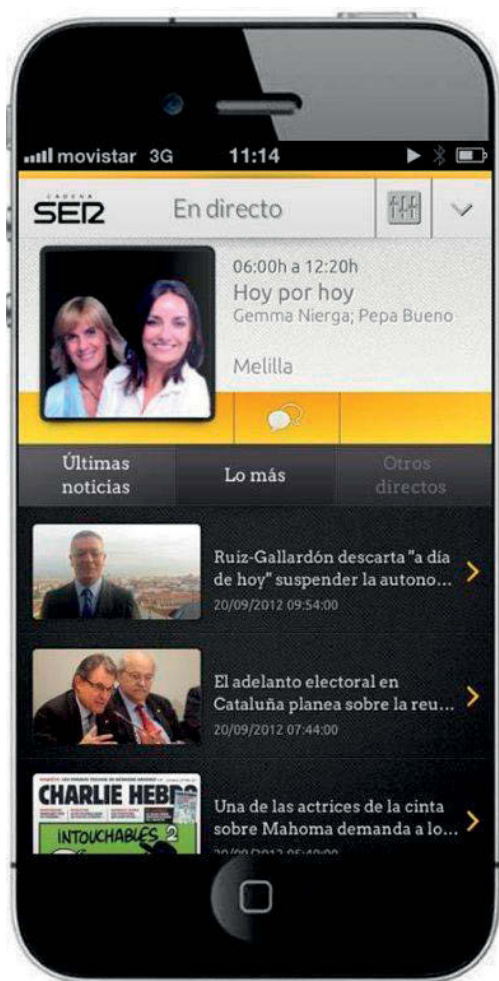 movistar 3G 11:14
CADENA
SER
En directo
06:00h a 12:20h
Hoy por hoy
Gemma Nierga; Pepa Bueno
Melilla
Últimas
noticias
Lo más
Otros
directos
Ruiz-Gallardón descarta "a día
de hoy" suspender la autono...
20/09/2012 09:54:00
El adelanto electoral en
Cataluña planea sobre la reu...
20/09/2012 07:44:00
CHARLIE HEBDO
INTOUCHABLES 2
Una de las actrices de la cinta
sobre Mahoma demanda a lo...